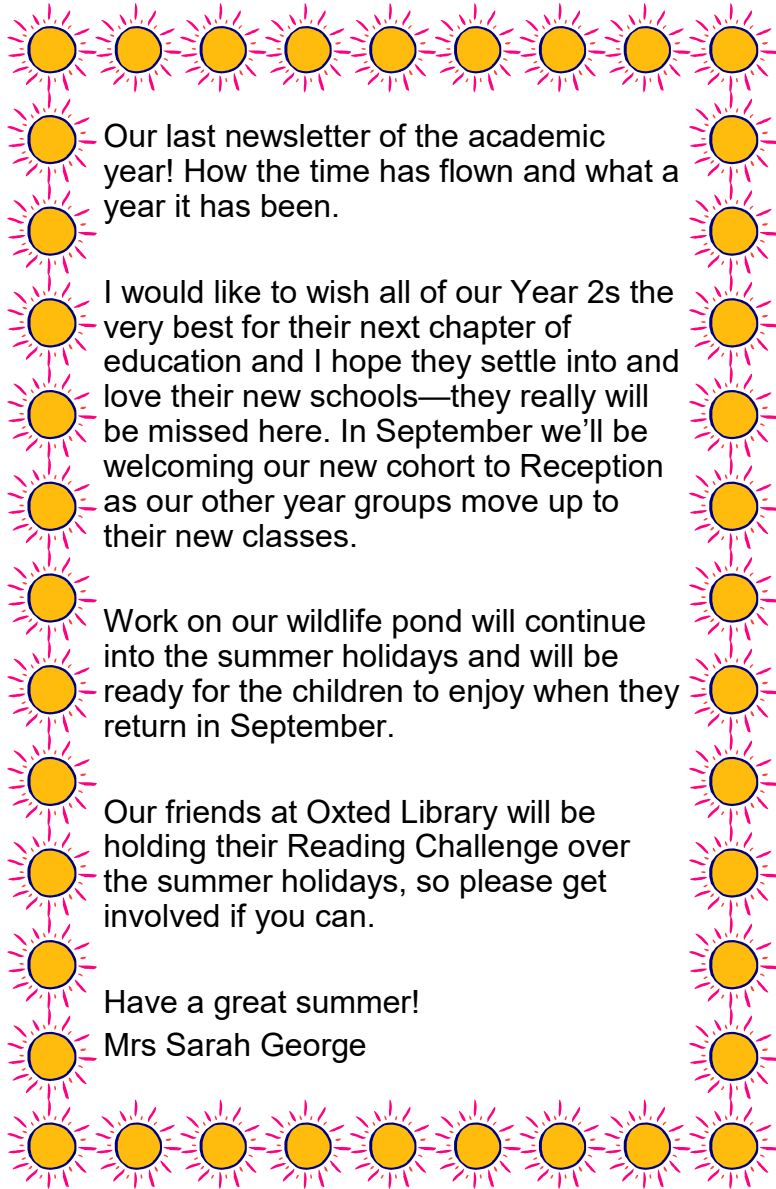 Our last newsletter of the academic
year! How the time has flown and what a
year it has been.
I would like to wish all of our Year 2s the
very best for their next chapter of
education and I hope they settle into and
love their new schools—they really will
be missed here. In September we’ll be
welcoming our new cohort to Reception
as our other year groups move up to
their new classes.
Work on our wildlife pond will continue
into the summer holidays and will be
ready for the children to enjoy when they
return in September.
Our friends at Oxted Library will be
holding their Reading Challenge over
the summer holidays, so please get
involved if you can.
Have a great summer!
Mrs Sarah George